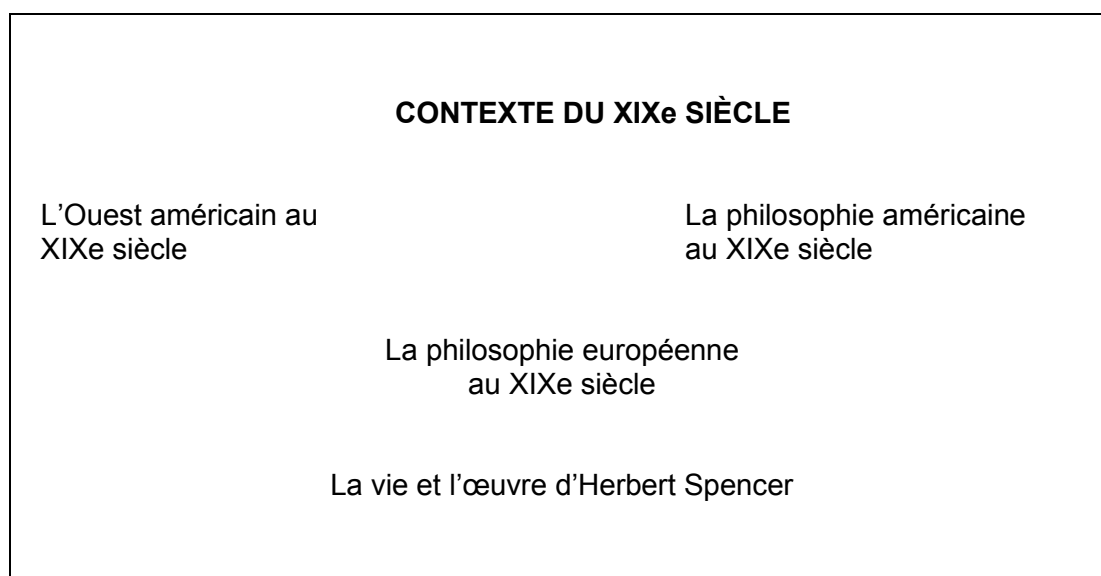 CONTEXTE DU XIXe SIÈCLE
L’Ouest américain au
XIXe siècle
La philosophie américaine
au XIXe siècle
La philosophie européenne
au XIXe siècle
La vie et l’œuvre d’Herbert Spencer